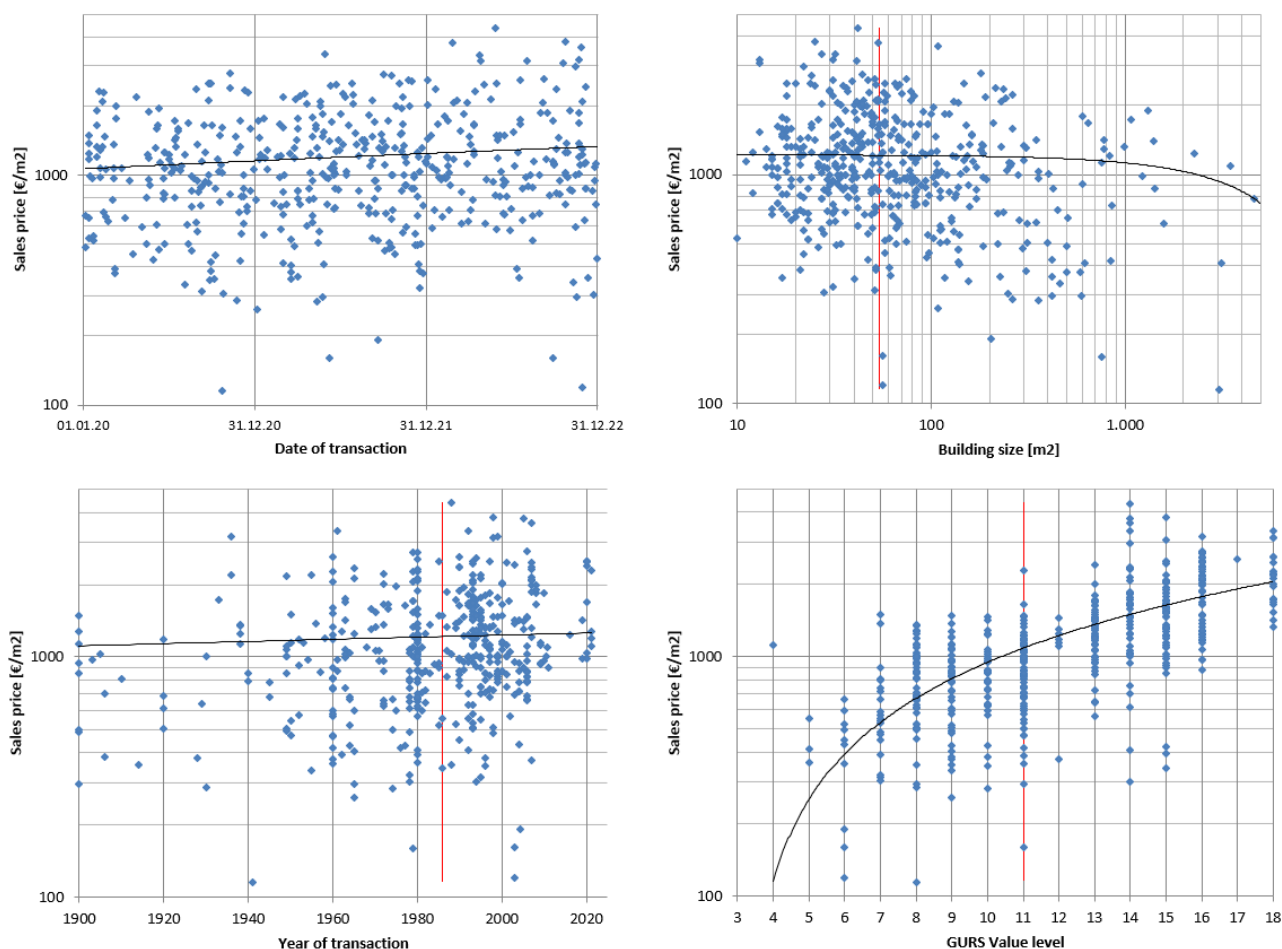 Sales price [€/m2]
1000
100
01.01.20 31.12.20 31.12.21 31.12.22
Date of transaction
Sales price [€/m2]
1000
100
10 100 1.000
Building size [m2]
Sales price [€/m2]
1000
100
1900 1920 1940 1960 1980 2000 2020
Year of transaction
Sales price [€/m2]
1000
100
3 4 5 6 7 8 9 10 11 12 13 14 15 16 17 18
GURS Value level